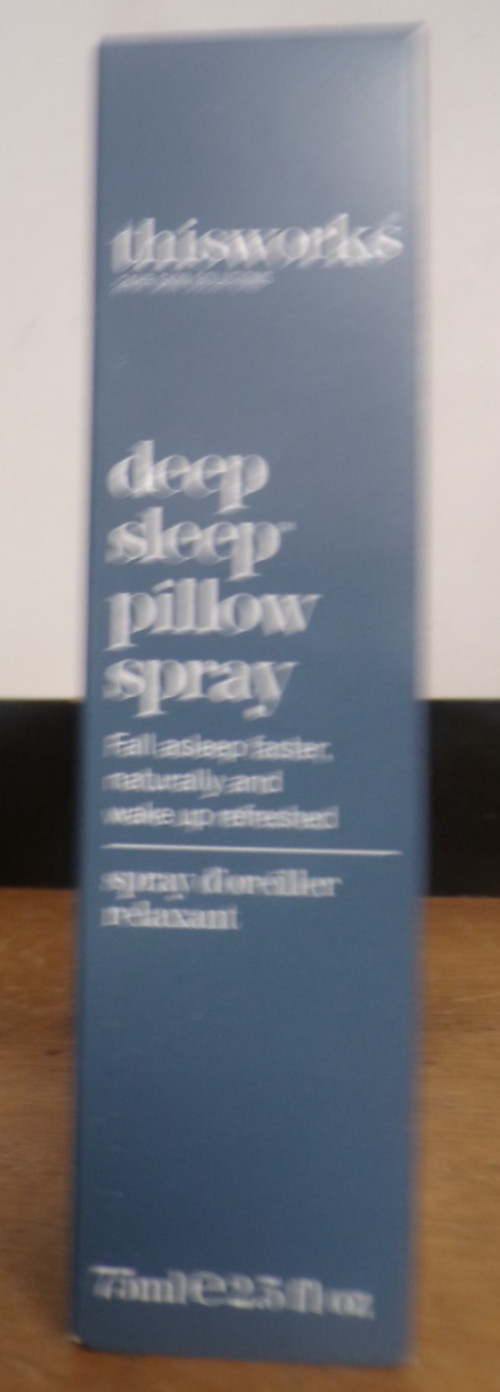 thisworks
deep
sleep™
pillow
spray
Fall asleep faster,
naturally and
wake up refreshed
spray d'oreiller
relaxant
75ml e 2.5 fl oz